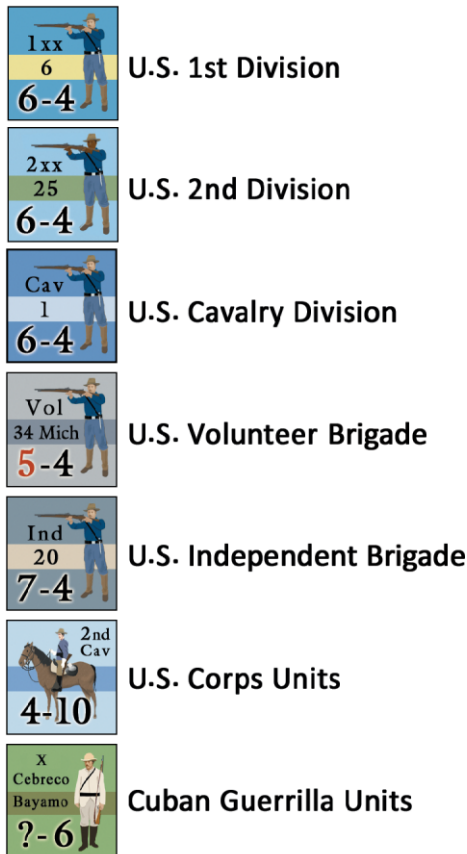 1xx
6
6-4
U.S. 1st Division
2xx
25
6-4
U.S. 2nd Division
Cav
1
6-4
U.S. Cavalry Division
Vol
34 Mich
5-4
U.S. Volunteer Brigade
Ind
20
7-4
U.S. Independent Brigade
2nd
Cav
4-10
U.S. Corps Units
X
Cebreco
Bayamo
?-6
Cuban Guerrilla Units